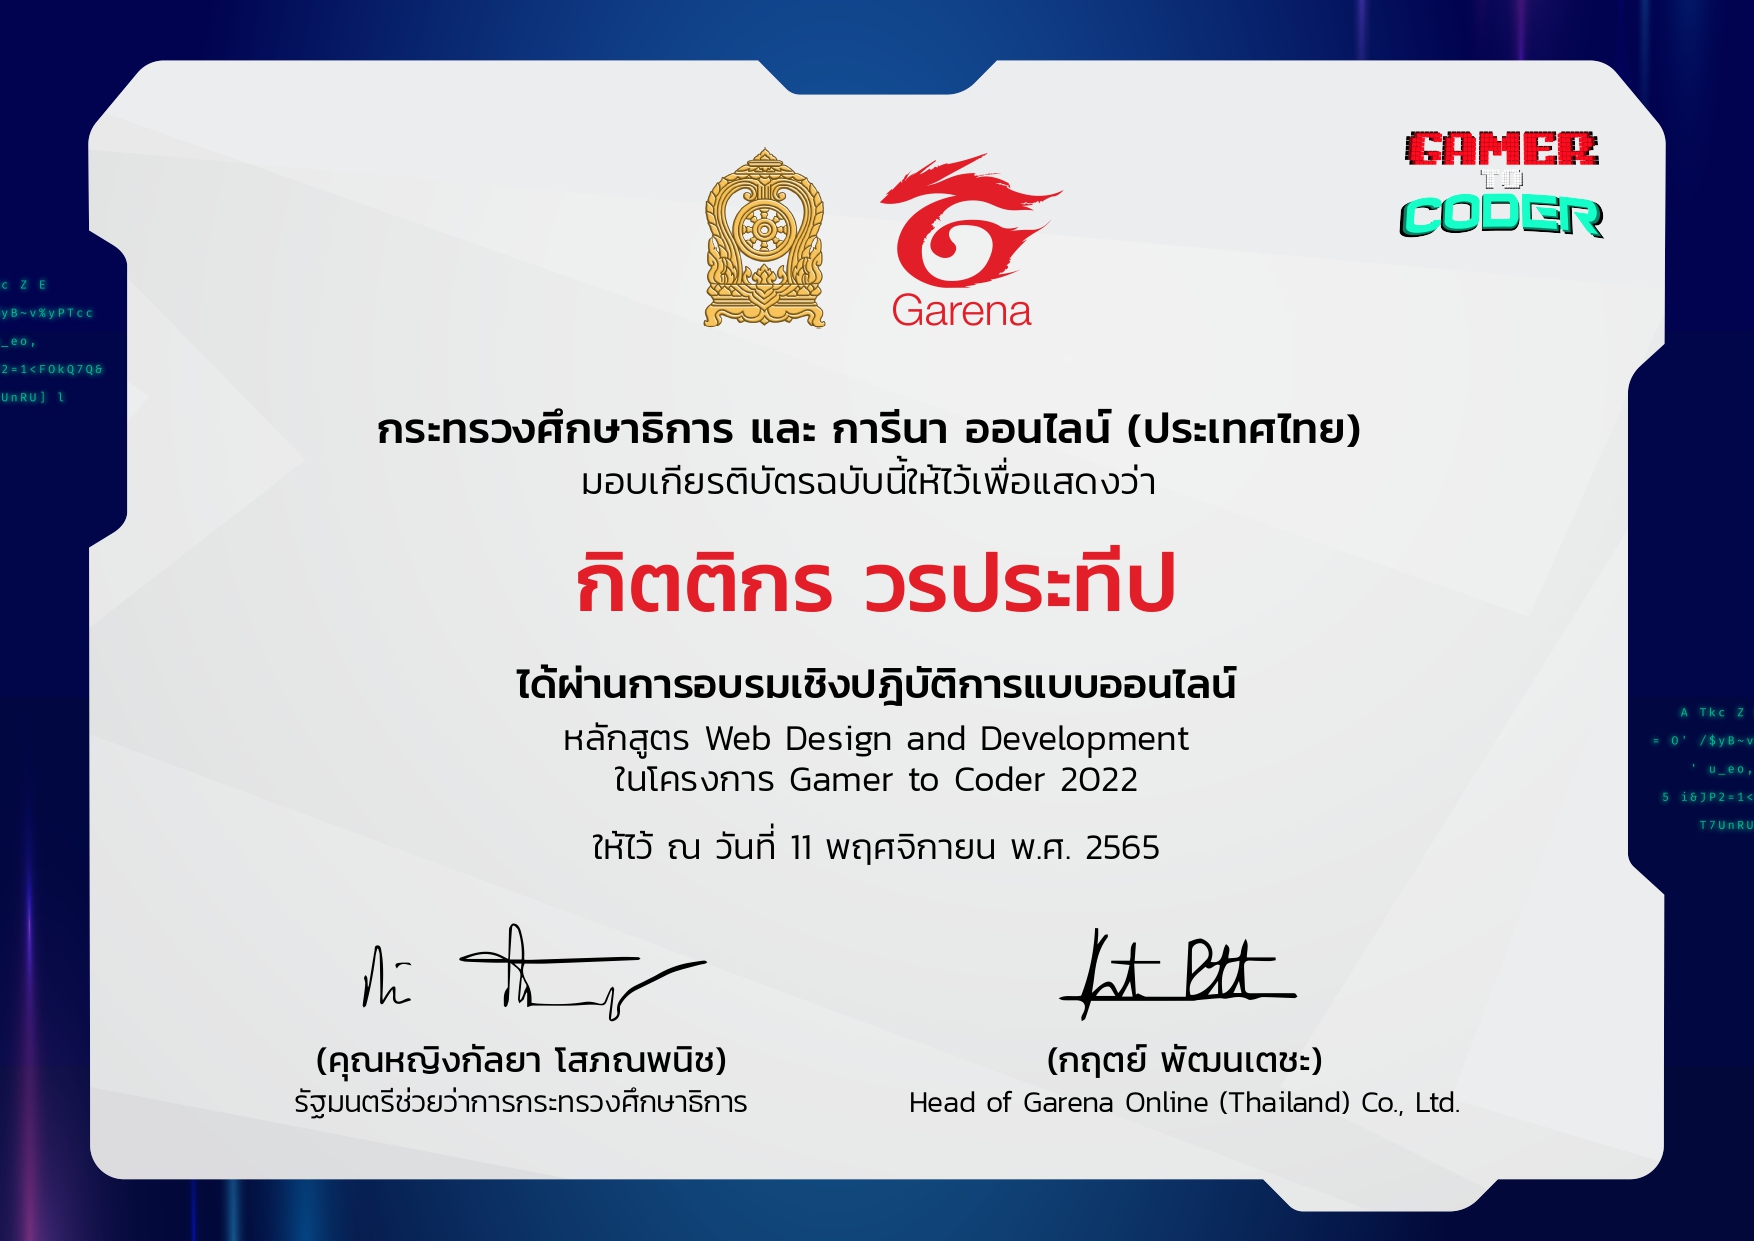 GAMER
TO
CODER
Garena
c Z E
yB~v%yPTcc
_eo,
2=1<FOkQ7Q&
UnRU] l
กระทรวงศึกษาธิการ และ การีนา ออนไลน์ (ประเทศไทย)
มอบเกียรติบัตรฉบับนี้ให้ไว้เพื่อแสดงว่า
กิตติกร วรประทีป
ได้ผ่านการอบรมเชิงปฏิบัติการแบบออนไลน์
หลักสูตร Web Design and Development
ในโครงการ Gamer to Coder 2022
A Tkc Z
= O' /$yB~v
' u_eo,
5 i&JP2=1<
T7UnRU
ให้ไว้ ณ วันที่ 11 พฤศจิกายน พ.ศ. 2565
(คุณหญิงกัลยา โสภณพนิช)
รัฐมนตรีช่วยว่าการกระทรวงศึกษาธิการ
(กฤตย์ พัฒนเตชะ)
Head of Garena Online (Thailand) Co., Ltd.